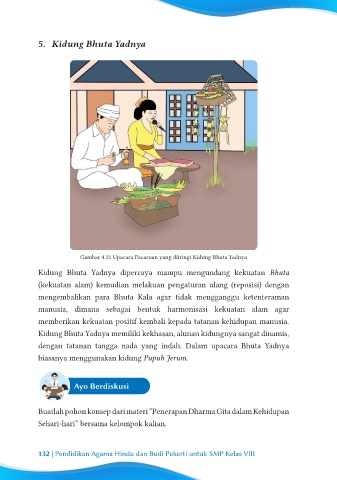 5. Kidung Bhuta Yadnya
Gambar 4.21 Upacara Pacaruan yang diiringi Kidung Bhuta Yadnya
Kidung Bhuta Yadnya dipercaya mampu mengundang kekuatan Bhuta
(kekuatan alam) kemudian melakuan pengaturan ulang (reposisi) dengan
mengembalikan para Bhuta Kala agar tidak mengganggu ketenteraman
manusia, dimana sebagai bentuk harmonisasi kekuatan alam agar
memberikan kekuatan positif kembali kepada tatanan kehidupan manusia.
Kidung Bhuta Yadnya memiliki kekhasan, alunan kidungnya sangat dinamis,
dengan tatanan tangga nada yang indah. Dalam upacara Bhuta Yadnya
biasanya menggunakan kidung Pupuh Jerum.
Ayo Berdiskusi
Buatlah pohon konsep dari materi “Penerapan Dharma Gita dalam Kehidupan
Sehari-hari” bersama kelompok kalian.
132 | Pendidikan Agama Hindu dan Budi Pekerti untuk SMP Kelas VIII